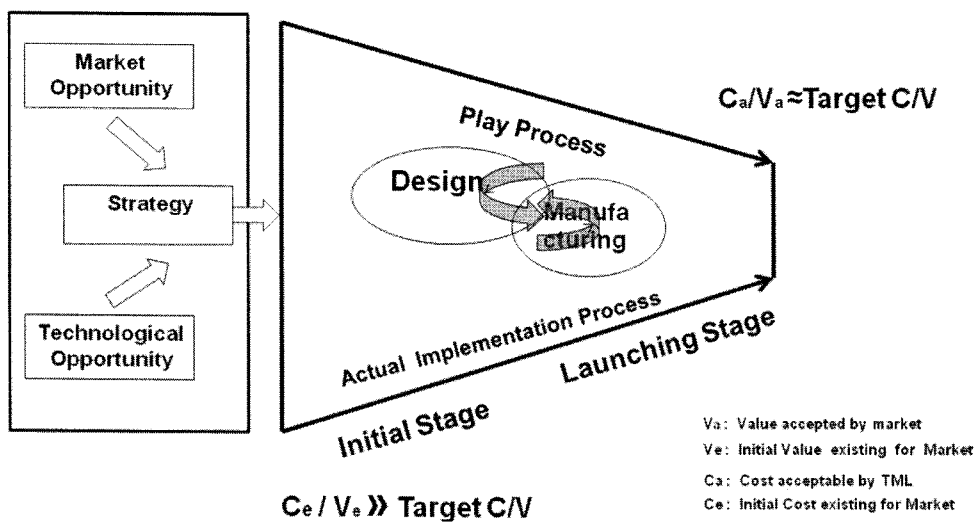 Market
Opportunity
Strategy
Technological
Opportunity
Play Process
Design
Manufa
cturing
Actual Implementation Process
Initial Stage
Launching Stage
Ca/Va≈Target C/V
Ce / Ve » Target C/V
Va: Value accepted by market
Ve: Initial Value existing for Market
Ca: Cost acceptable by TML
Ce: Initial Cost existing for Market